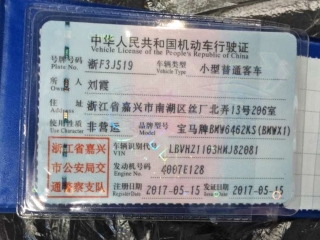 中华人民共和国机动车行驶证
Vehicle License of the People's Republic of China
号牌号码 浙F3J519 车辆类型 小型普通客车
Plate No. Vehicle Type
所有人 刘霞
Owner
住址 浙江省嘉兴市南湖区丝厂北弄13号206室
Address
使用性质 非营运 品牌型号 宝马牌BMW6462KS(BMWX1)
Use Character Model
浙江省嘉兴 车辆识别代号 LBVHZ1163HMJ82081
市公安局交 VIN
通警察支队 发动机号码 4007E128
Engine No.
注册日期 2017-05-15 发证日期 2017-05-15
Register Date Issue Date